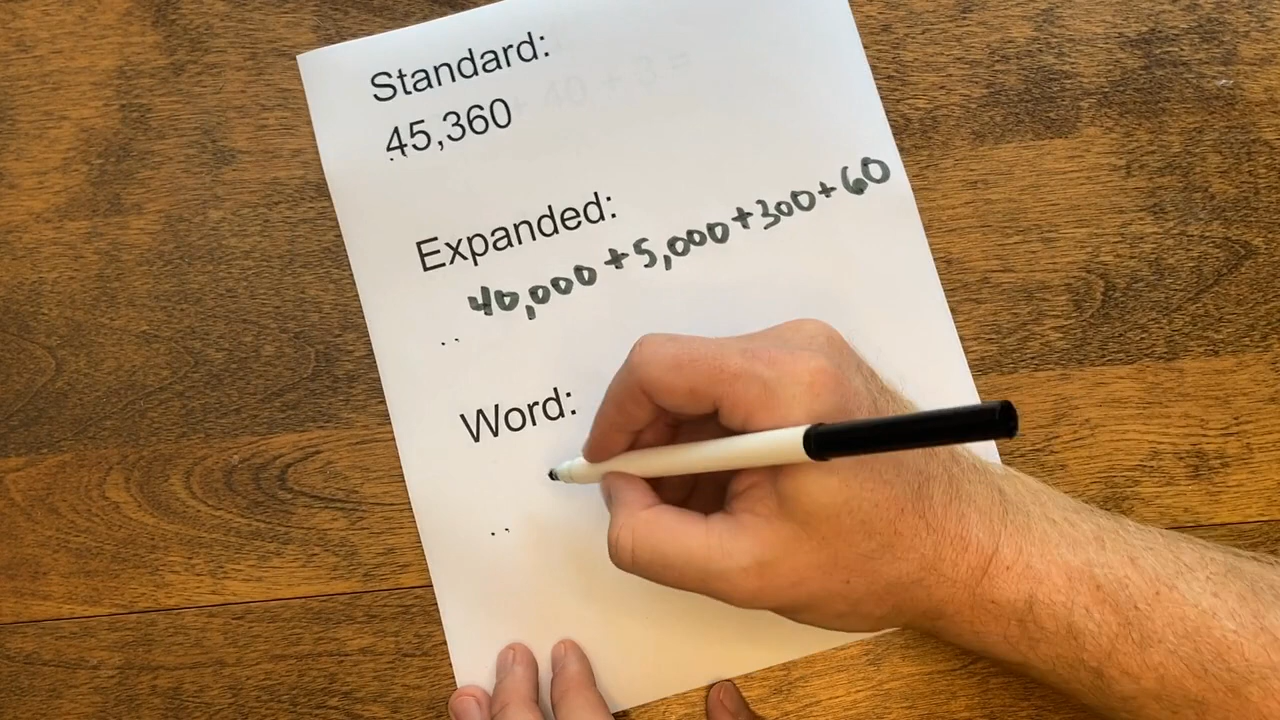 Standard:
45,360
Expanded:
40,000 + 5,000 + 300 + 60
Word: